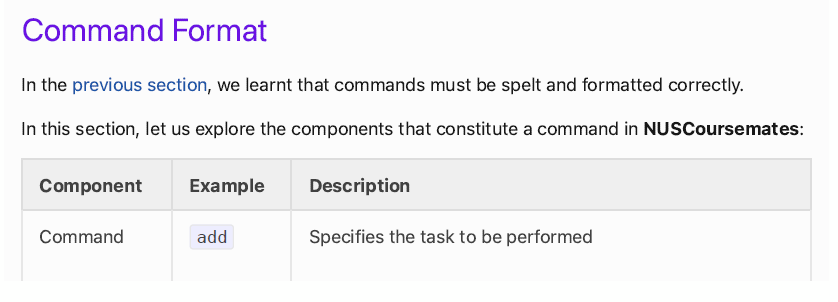 Command Format
In the previous section, we learnt that commands must be spelt and formatted correctly.
In this section, let us explore the components that constitute a command in NUSCoursemates:
Component Example Description
Command add Specifies the task to be performed